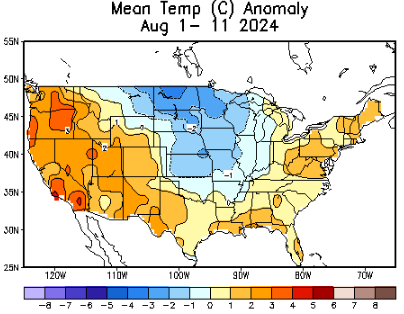 Mean Temp (C) Anomaly
Aug 1- 11 2024
55N
50N
45N
40N
35N
30N
25N
120W 110W 100W 90W 80W 70W
-8 -7 -6 -5 -4 -3 -2 -1 0 1 2 3 4 5 6 7 8